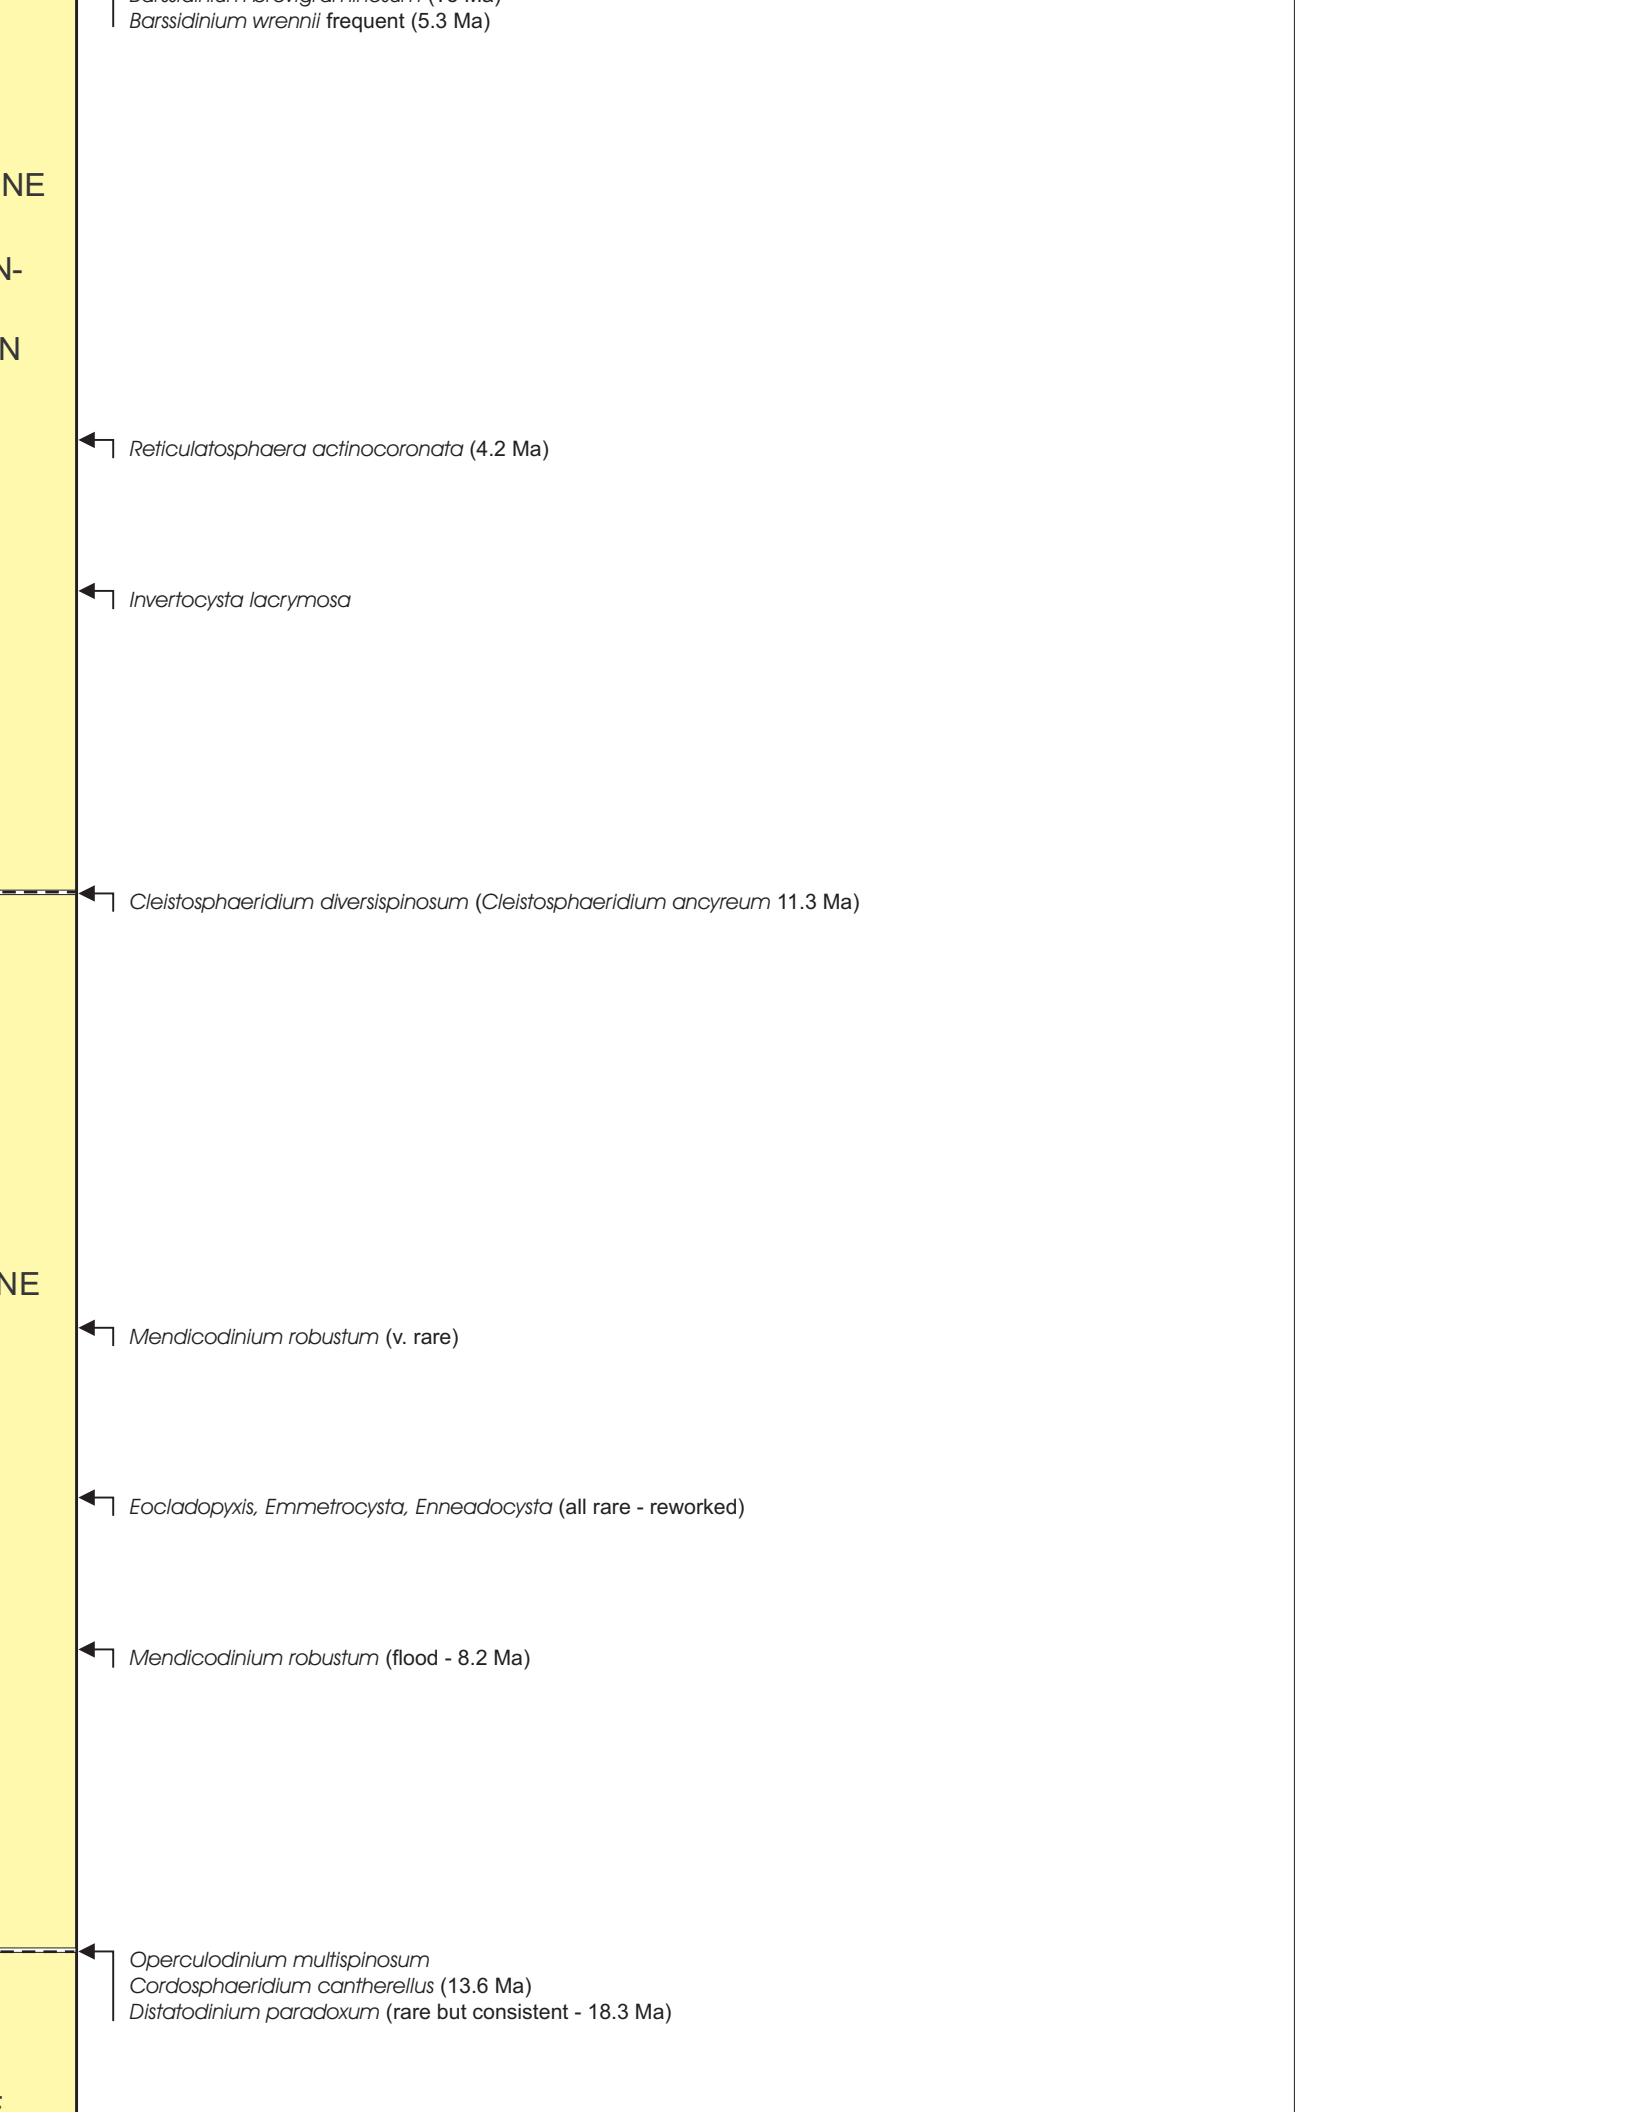 Barssidinium wrennii frequent (5.3 Ma)
NE
N-
N
Reticulatosphaera actinocoronata (4.2 Ma)
Invertocysta lacrymosa
Cleistosphaeridium diversispinosum (Cleistosphaeridium ancyreum 11.3 Ma)
NE
Mendicodinium robustum (v. rare)
Eocladopyxis, Emmetrocysta, Enneadocysta (all rare - reworked)
Mendicodinium robustum (flood - 8.2 Ma)
Operculodinium multispinosum
Cordosphaeridium cantherellus (13.6 Ma)
Distatodinium paradoxum (rare but consistent - 18.3 Ma)